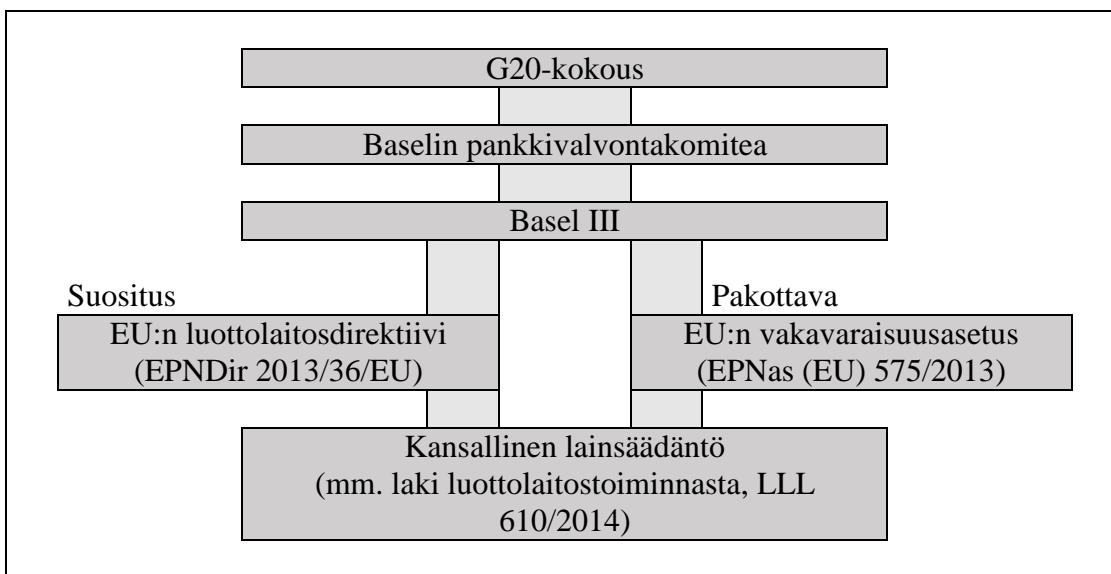 G20-kokous
Baselin pankkivalvontakomitea
Basel III
Suositus
EU:n luottolaitosdirektiivi
(EPNDir 2013/36/EU)
Pakottava
EU:n vakavaraisuusasetus
(EPNas (EU) 575/2013)
Kansallinen lainsäädäntö
(mm. laki luottolaitostoiminnasta, LLL
610/2014)